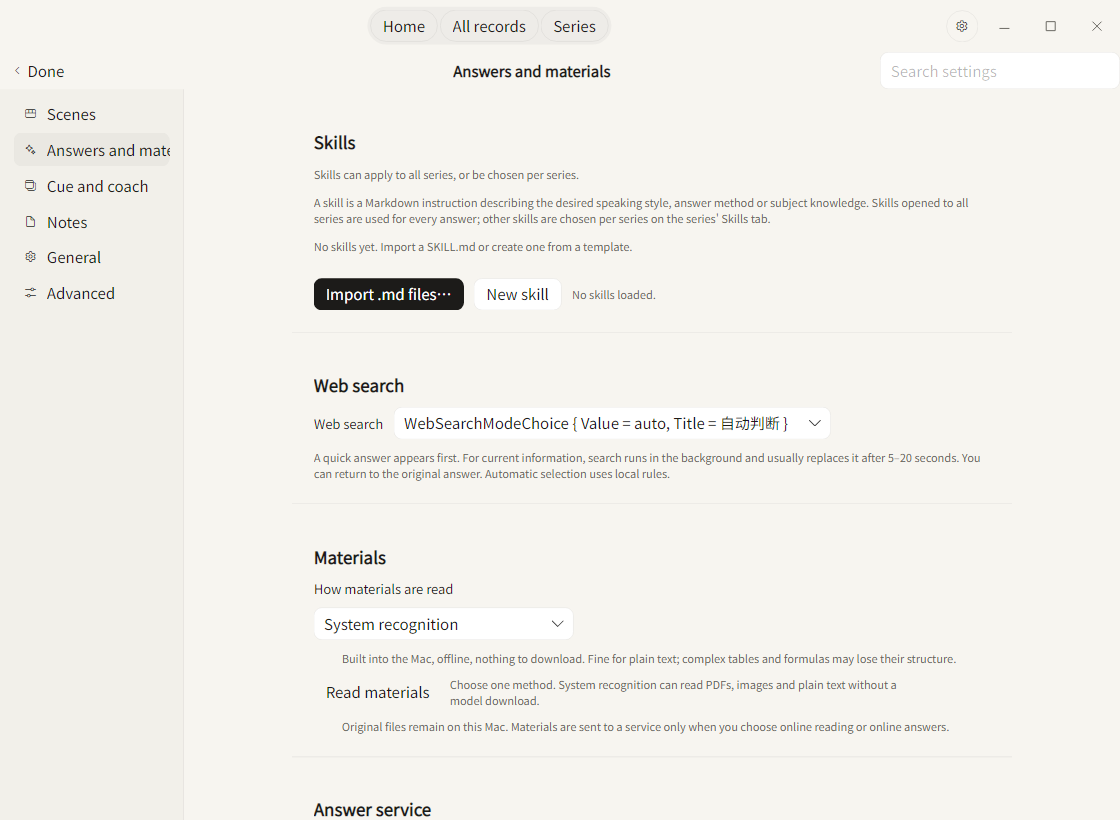 Home
All records
Series
Done
Answers and materials
Search settings
Scenes
Answers and mate
Cue and coach
Notes
General
Advanced
Skills
Skills can apply to all series, or be chosen per series.
A skill is a Markdown instruction describing the desired speaking style, answer method or subject knowledge. Skills opened to all
series are used for every answer; other skills are chosen per series on the series' Skills tab.
No skills yet. Import a SKILL.md or create one from a template.
Import .md files···
New skill
No skills loaded.
Web search
Web search
WebSearchModeChoice { Value = auto, Title = 自动判断 }
A quick answer appears first. For current information, search runs in the background and usually replaces it after 5–20 seconds. You
can return to the original answer. Automatic selection uses local rules.
Materials
How materials are read
System recognition
Built into the Mac, offline, nothing to download. Fine for plain text; complex tables and formulas may lose their structure.
Read materials
Choose one method. System recognition can read PDFs, images and plain text without a
model download.
Original files remain on this Mac. Materials are sent to a service only when you choose online reading or online answers.
Answer service